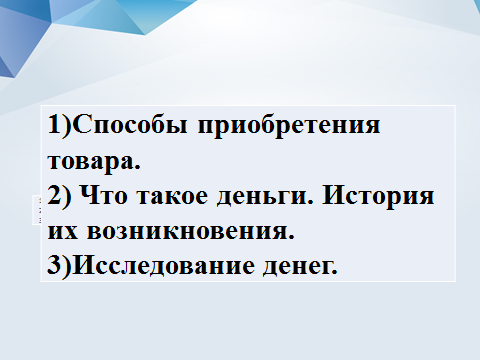 1)Способы приобретения
товара.
2) Что такое деньги. История
их возникновения.
3)Исследование денег.